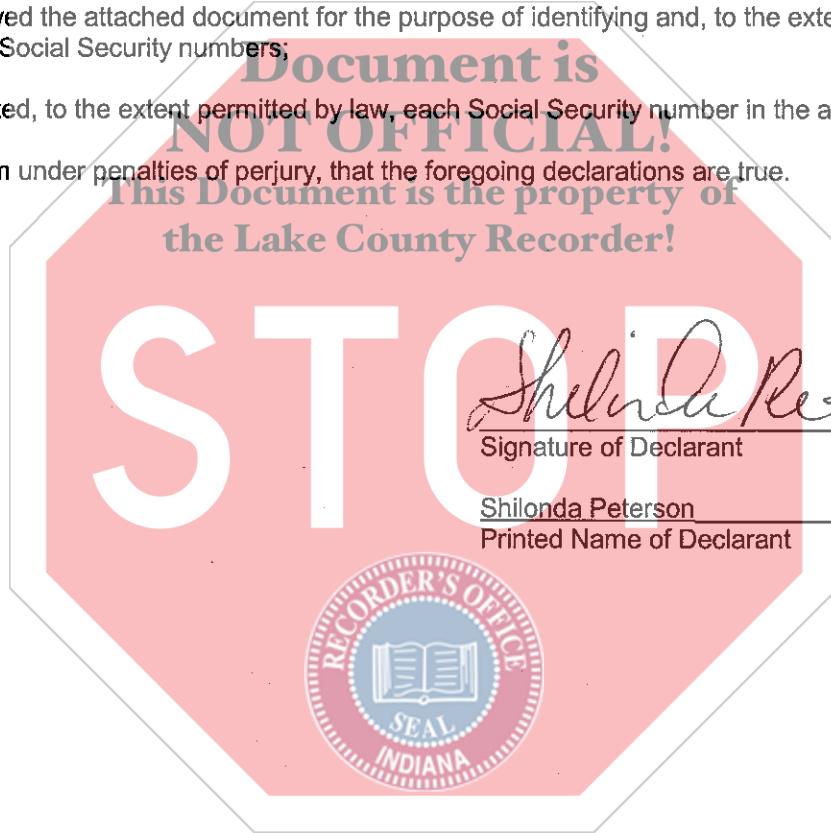 ved the attached document for the purpose of identifying and, to the exte
Social Security numbers;
Document is
ted, to the extent permitted by law, each Social Security number in the a
NOT OFFICIAL!
n under penalties of perjury, that the foregoing declarations are true.
This Document is the property of
the Lake County Recorder!
STOP
Shilonda Pe
Signature of Declarant
Shilonda Peterson
Printed Name of Declarant
RECORDER'S OFFICE
SEAL
INDIANA